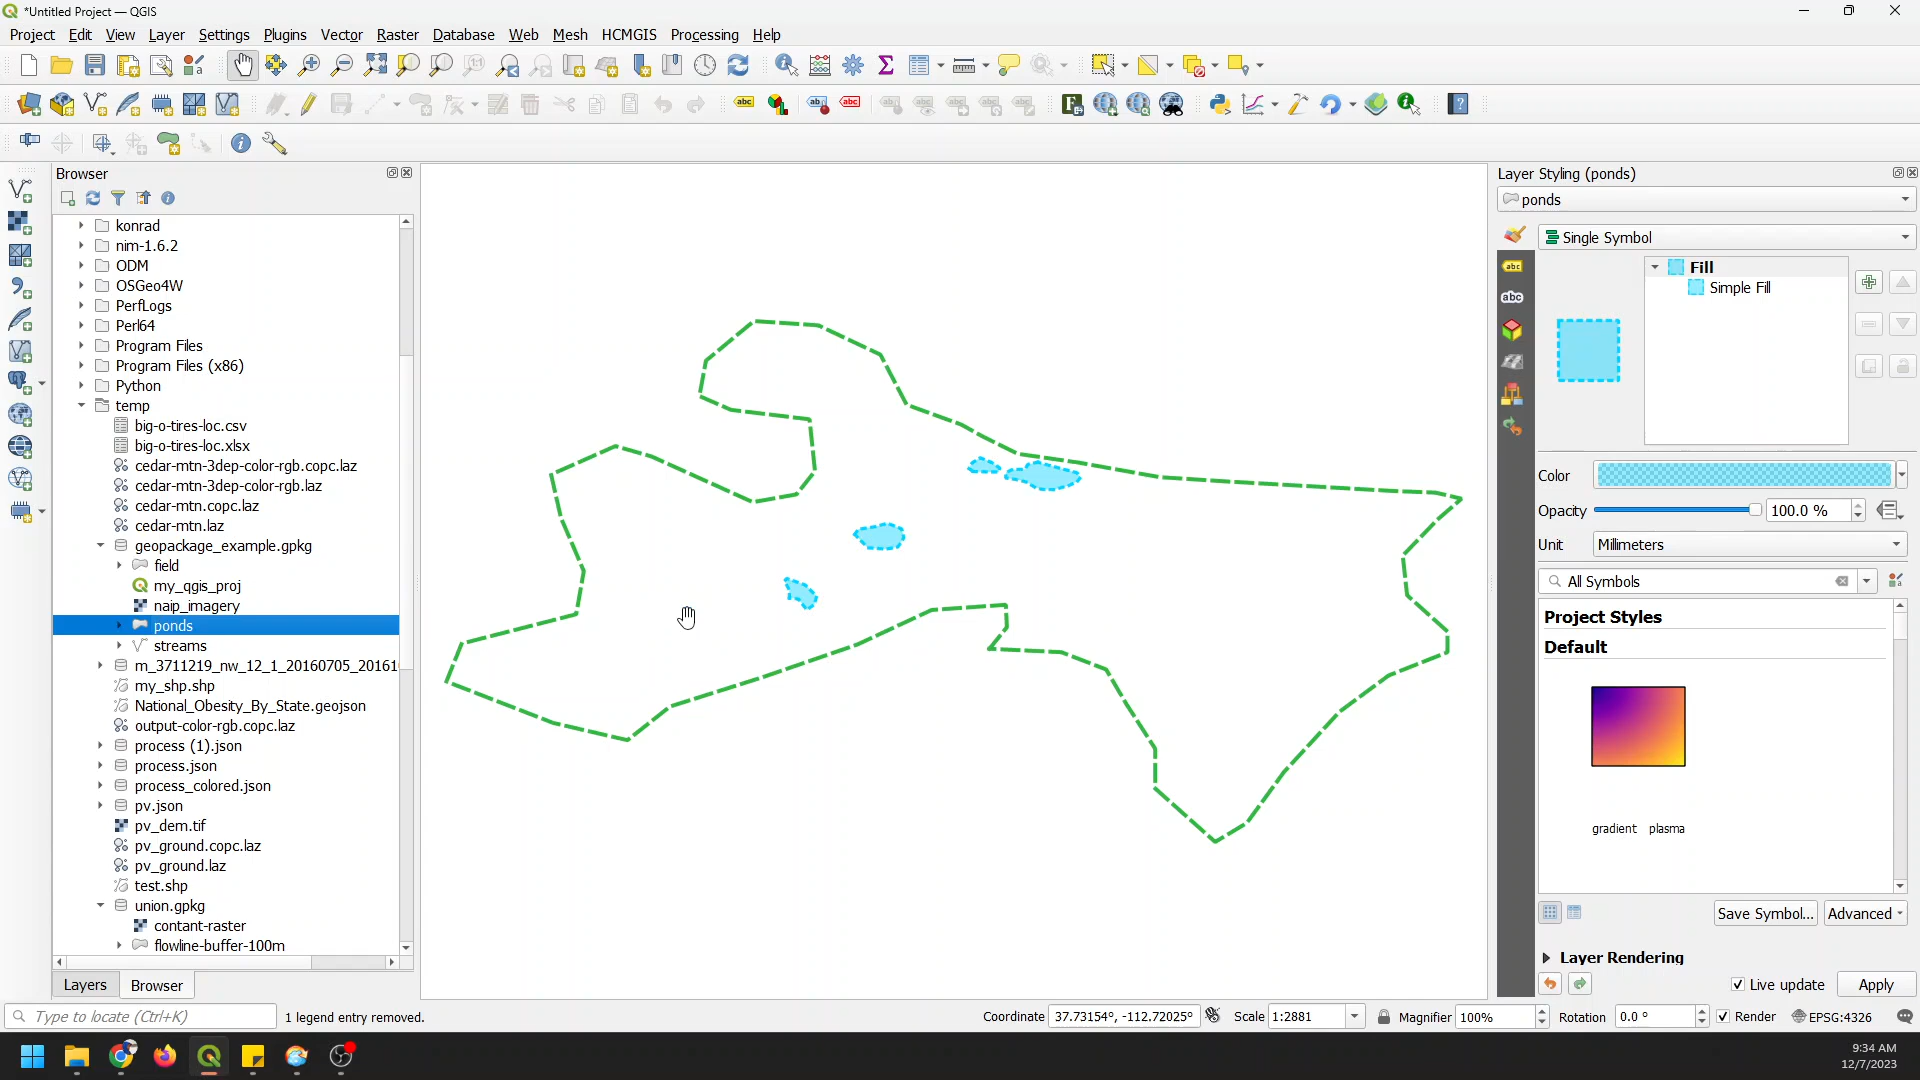 *Untitled Project — QGIS
Project Edit View Layer Settings Plugins Vector Raster Database Web Mesh HCMGIS Processing Help
Browser
konrad
nim-1.6.2
ODM
OSGeo4W
PerfLogs
Perl64
Program Files
Program Files (x86)
Python
temp
big-o-tires-loc.csv
big-o-tires-loc.xlsx
cedar-mtn-3dep-color-rgb.copc.laz
cedar-mtn-3dep-color-rgb.laz
cedar-mtn.copc.laz
cedar-mtn.laz
geopackage_example.gpkg
field
my_qgis_proj
naip_imagery
ponds
streams
m_3711219_nw_12_1_20160705_20161
my_shp.shp
National_Obesity_By_State.geojson
output-color-rgb.copc.laz
process (1).json
process.json
process_colored.json
pv.json
pv_dem.tif
pv_ground.copc.laz
pv_ground.laz
test.shp
union.gpkg
contant-raster
flowline-buffer-100m
Layers Browser
Layer Styling (ponds)
ponds
Single Symbol
Fill
Simple Fill
Color
Opacity 100.0 %
Unit Millimeters
All Symbols
Project Styles
Default
gradient plasma
Save Symbol... Advanced
Layer Rendering
Live update Apply
Type to locate (Ctrl+K) 1 legend entry removed. Coordinate 37.73154°, -112.72025° Scale 1:2881 Magnifier 100% Rotation 0.0 ° Render EPSG:4326
9:34 AM
12/7/2023
abc
abc
abc
abc
abc
abc